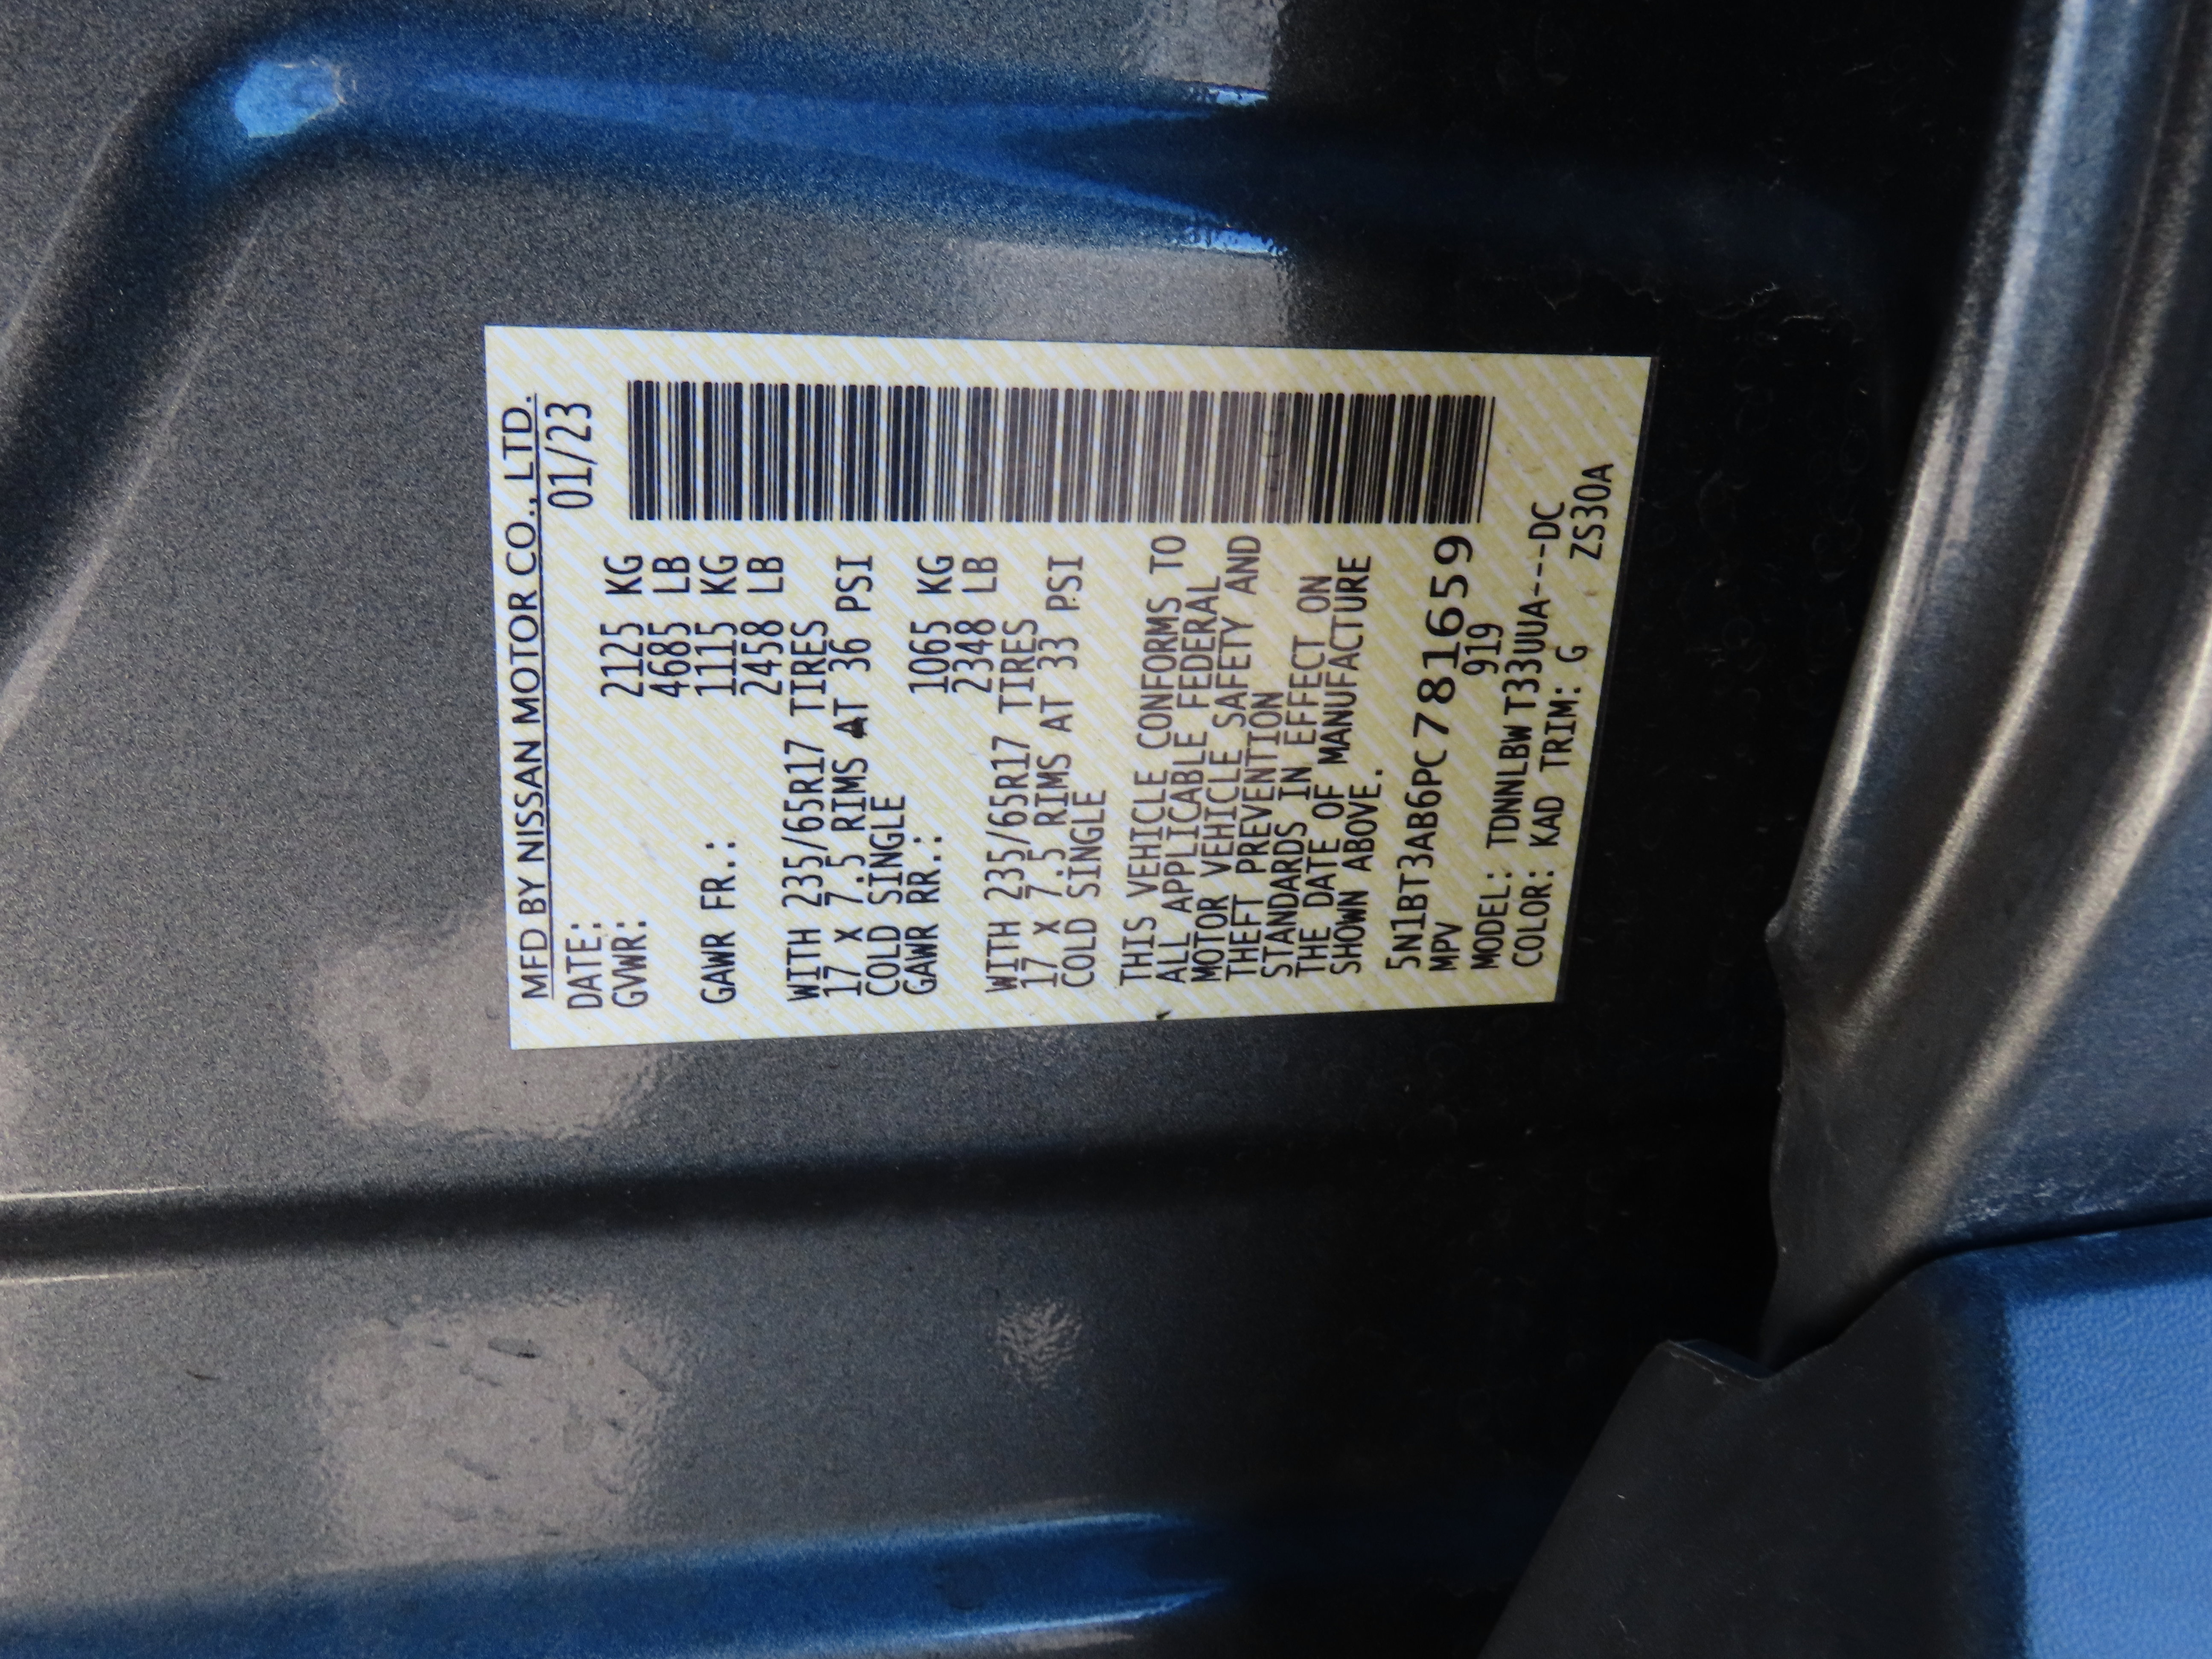 MFD BY NISSAN MOTOR CO., LTD.
DATE: 01/23
GVWR: 2125 KG
4685 LB
GAWR FR.: 1115 KG
2458 LB
WITH 235/65R17 TIRES
17 X 7.5 RIMS AT 36 PSI
COLD SINGLE
GAWR RR.: 1065 KG
2348 LB
WITH 235/65R17 TIRES
17 X 7.5 RIMS AT 33 PSI
COLD SINGLE
THIS VEHICLE CONFORMS TO
ALL APPLICABLE FEDERAL
MOTOR VEHICLE SAFETY AND
THEFT PREVENTION
STANDARDS IN EFFECT ON
THE DATE OF MANUFACTURE
SHOWN ABOVE.
5N1BT3AB6PC781659
MPV 919
MODEL: TDNNLBW T33UUA---DC
COLOR: KAD TRIM: G ZS30A